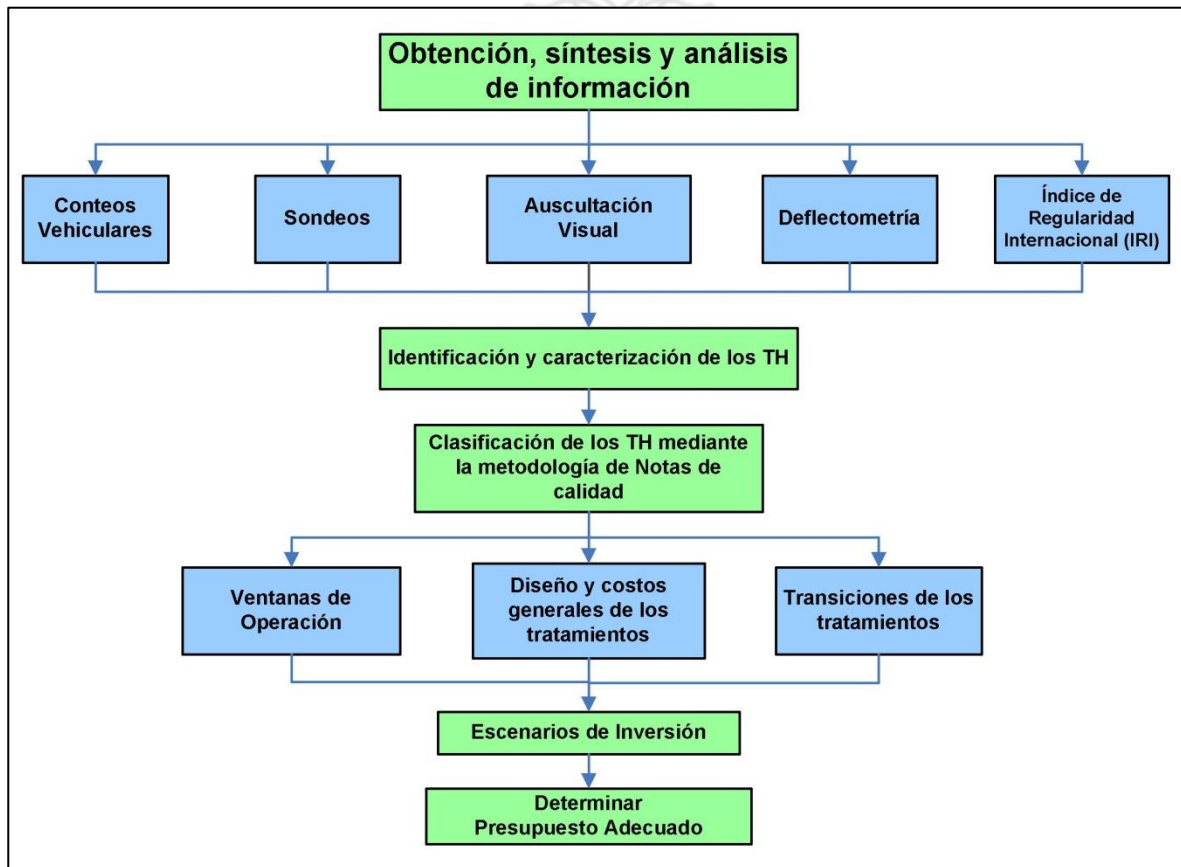 Obtención, síntesis y análisis
de información
Conteos
Vehiculares
Sondeos
Auscultación
Visual
Deflectometría
Índice de
Regularidad
Internacional (IRI)
Identificación y caracterización de los TH
Clasificación de los TH mediante
la metodología de Notas de
calidad
Ventanas de
Operación
Diseño y costos
generales de los
tratamientos
Transiciones de los
tratamientos
Escenarios de Inversión
Determinar
Presupuesto Adecuado